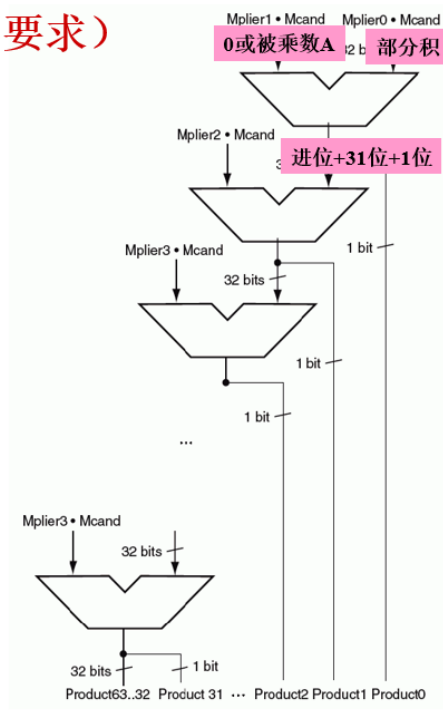 要求）
Mplier1 • Mcand Mplier0 • Mcand
0或被乘数A
32 b
部分积
Mplier2 • Mcand
进位+31位+1位
1 bit
Mplier3 • Mcand
32 bits
1 bit
1 bit
...
Mplier3 • Mcand
32 bits
32 bits
1 bit
Product63..32 Product 31 ... Product2 Product1 Product0